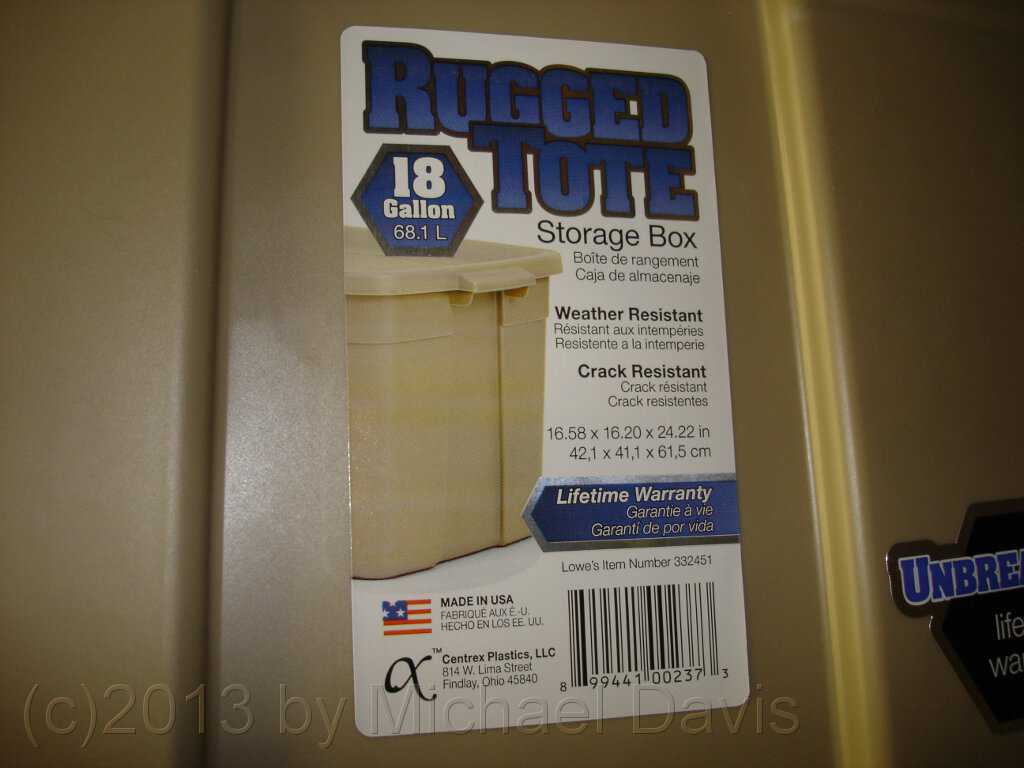 RUGGED
TOTE
18
Gallon
68.1 L
Storage Box
Boîte de rangement
Caja de almacenaje
Weather Resistant
Résistant aux intempéries
Resistente a la intemperie
Crack Resistant
Crack résistant
Crack resistentes
16.58 x 16.20 x 24.22 in
42,1 x 41,1 x 61,5 cm
Lifetime Warranty
Garantie à vie
Garantí de por vida
Lowe's Item Number 332451
MADE IN USA
FABRIQUÉ AUX É.-U.
HECHO EN LOS EE. UU.
TM
Centrex Plastics, LLC
814 W. Lima Street
Findlay, Ohio 45840
8 99441 00237 3
UNBREA
life
wa
(c)2013 by Michael Davis